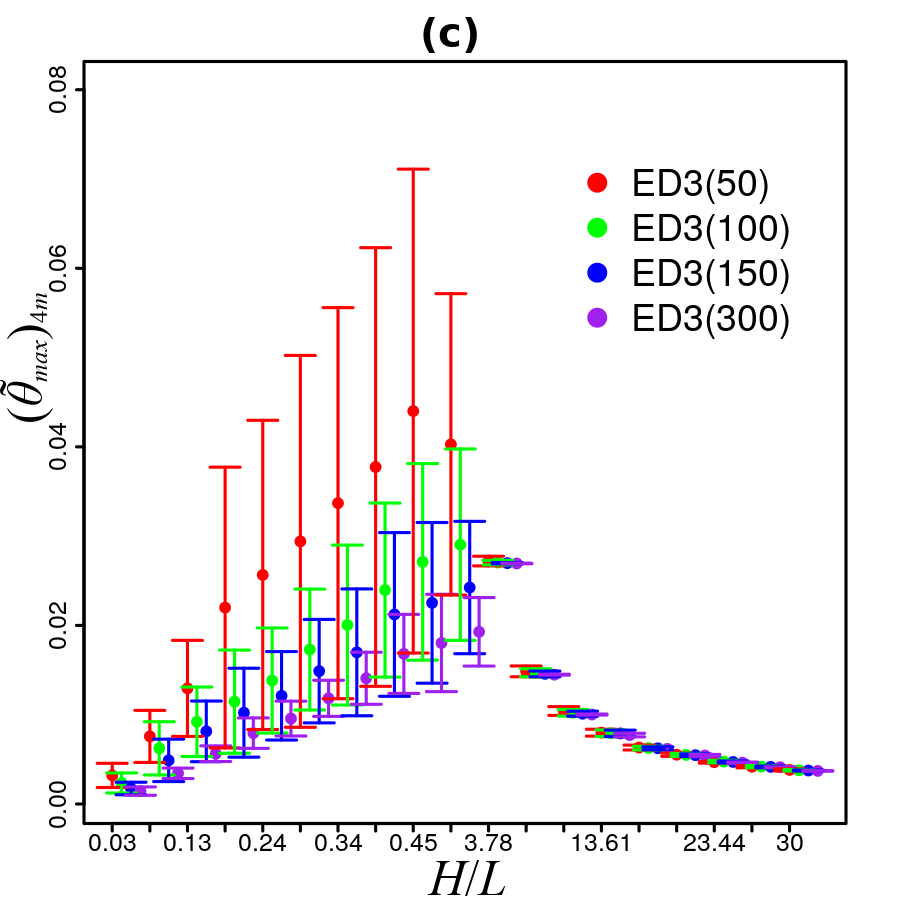 (c)
0.08
0.06
0.04
0.02
0.00
(θ̃max)4m
ED3(50)
ED3(100)
ED3(150)
ED3(300)
0.03 0.13 0.24 0.34 0.45 3.78 13.61 23.44 30
H/L